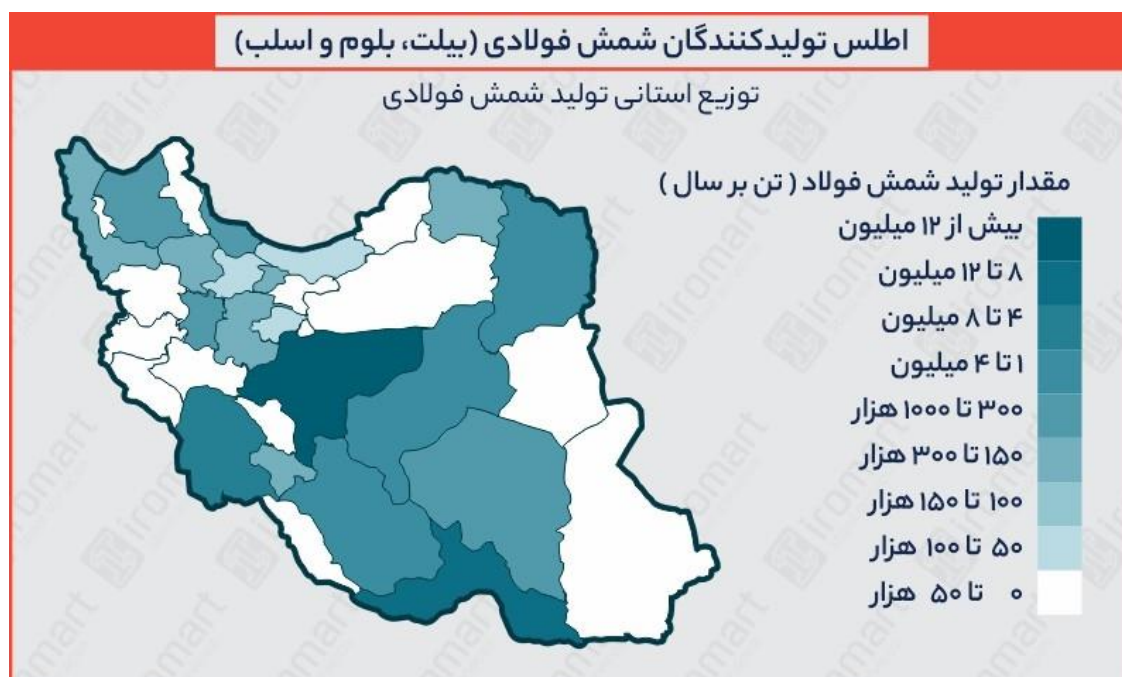 اطلس تولیدکنندگان شمش فولادی (بیلت، بلوم و اسلب)
توزیع استانی تولید شمش فولادی
مقدار تولید شمش فولاد ( تن بر سال )
بیش از ۱۲ میلیون
۸ تا ۱۲ میلیون
۴ تا ۸ میلیون
۱ تا ۴ میلیون
۳۰۰ تا ۱۰۰۰ هزار
۱۵۰ تا ۳۰۰ هزار
۱۰۰ تا ۱۵۰ هزار
۵۰ تا ۱۰۰ هزار
۰ تا ۵۰ هزار
iromart